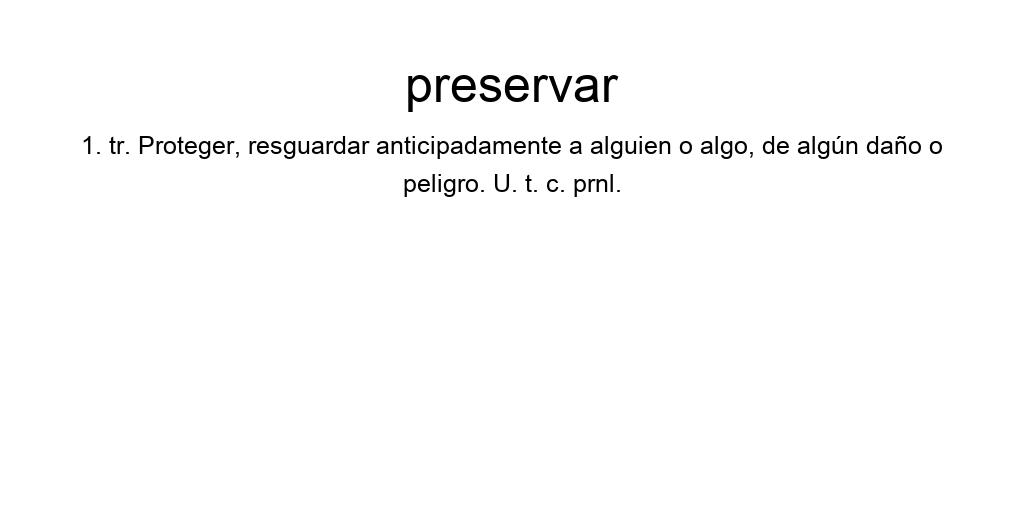 preservar
1. tr. Proteger, resguardar anticipadamente a alguien o algo, de algún daño o
peligro. U. t. c. prnl.